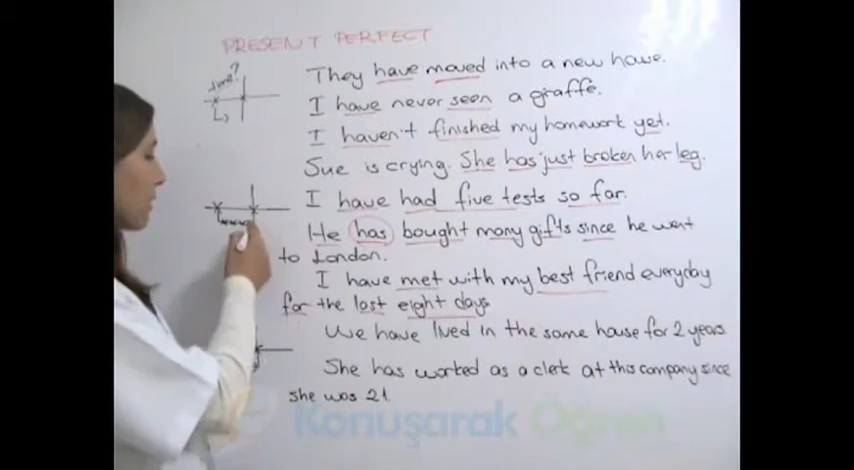 PRESENT PERFECT
time?
They have moved into a new house.
I have never seen a giraffe.
I haven't finished my homework yet.
Sue is crying. She has just broken her leg.
I have had five tests so far.
He has bought many gifts since he went
to London.
I have met with my best friend everyday
for the last eight days
We have lived in the same house for 2 years
She has worked as a clerk at this company since
she was 21.
Konuşarak Öğren